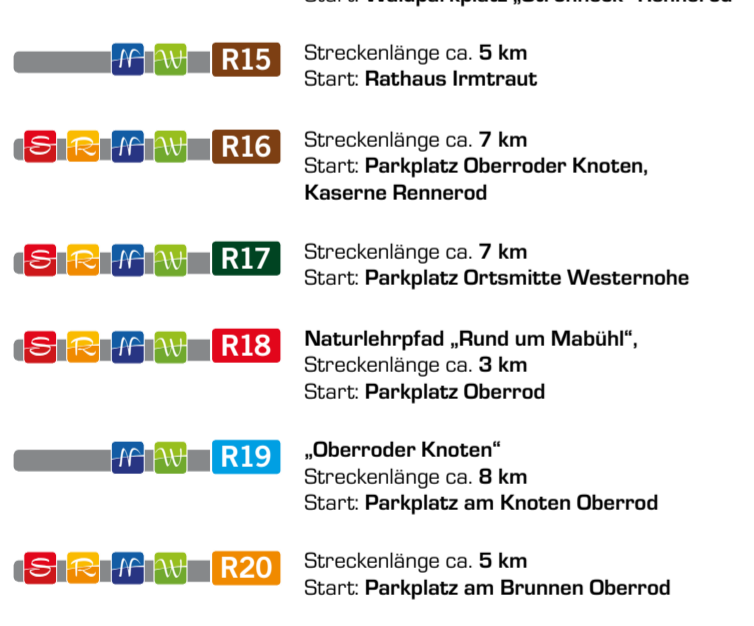 N W R15 Streckenlänge ca. 5 km
Start: Rathaus Irmtraut
S R N W R16 Streckenlänge ca. 7 km
Start: Parkplatz Oberroder Knoten,
Kaserne Rennerod
S R N W R17 Streckenlänge ca. 7 km
Start: Parkplatz Ortsmitte Westernohe
S R N W R18 Naturlehrpfad „Rund um Mabühl“,
Streckenlänge ca. 3 km
Start: Parkplatz Oberrod
N W R19 „Oberroder Knoten“
Streckenlänge ca. 8 km
Start: Parkplatz am Knoten Oberrod
S R N W R20 Streckenlänge ca. 5 km
Start: Parkplatz am Brunnen Oberrod